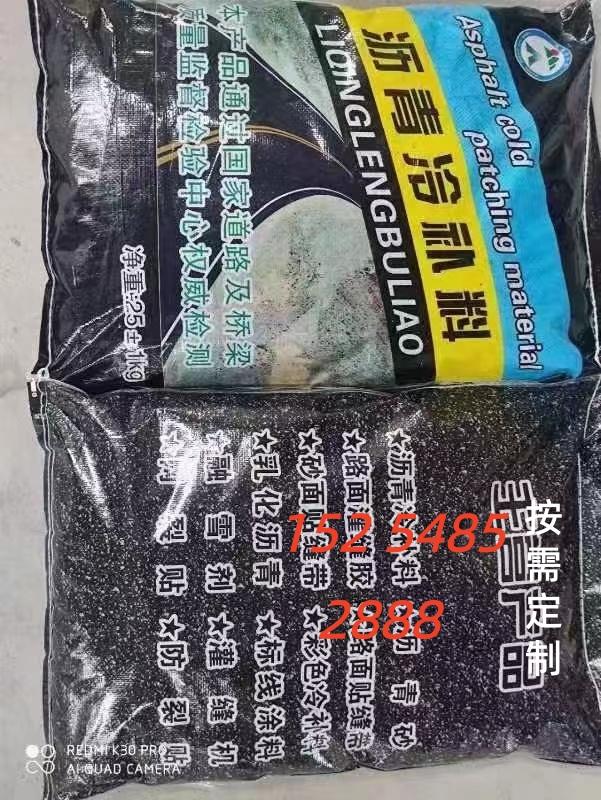 Asphalt cold
patching material
沥青冷补料
LIQINGLENGBULIAO
本产品通过国家道路及桥梁
质量监督检验中心权威检测
净重:25±1kg
产品
按需定制
★沥青冷补料 ★沥青砂
★路面灌缝胶 ★路面贴缝带
★砂面贴缝带 ★彩色冷补料
★乳化沥青 ★标线涂料
★融雪剂 ★灌缝机
裂贴 ★防裂贴
152 5485
2888
REDMI K30 PRO
AI QUAD CAMERA